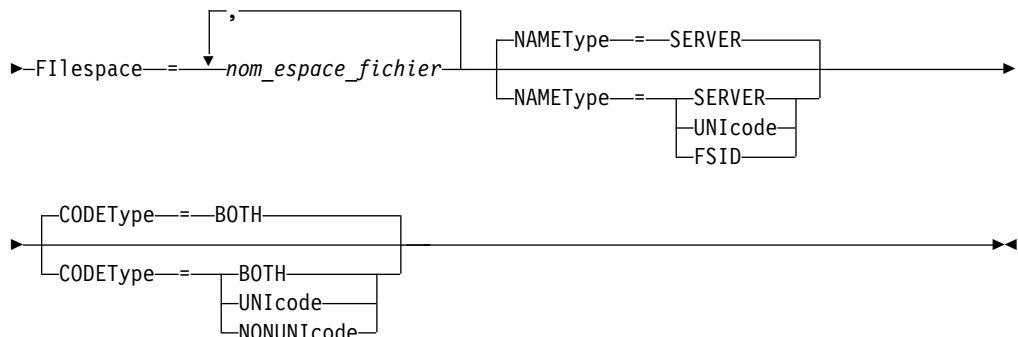 ,
NAMEType = SERVER
FIlespace = nom_espace_fichier
NAMEType = SERVER
UNIcode
FSID
CODEType = BOTH
CODEType = BOTH
UNIcode
NONUNIcode